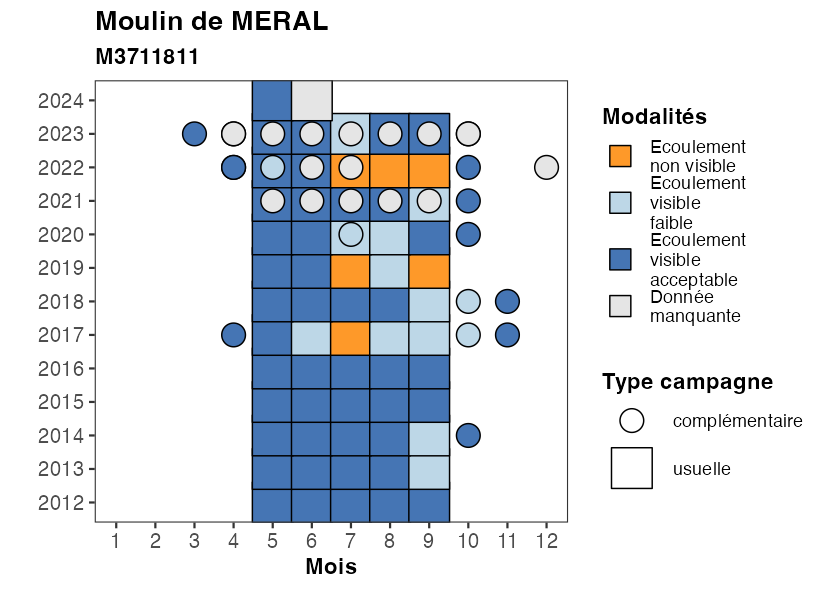 Moulin de MERAL
M3711811
2024
2023
2022
2021
2020
2019
2018
2017
2016
2015
2014
2013
2012
1 2 3 4 5 6 7 8 9 10 11 12
Mois
Modalités
Ecoulement
non visible
Ecoulement
visible
faible
Ecoulement
visible
acceptable
Donnée
manquante
Type campagne
complémentaire
usuelle